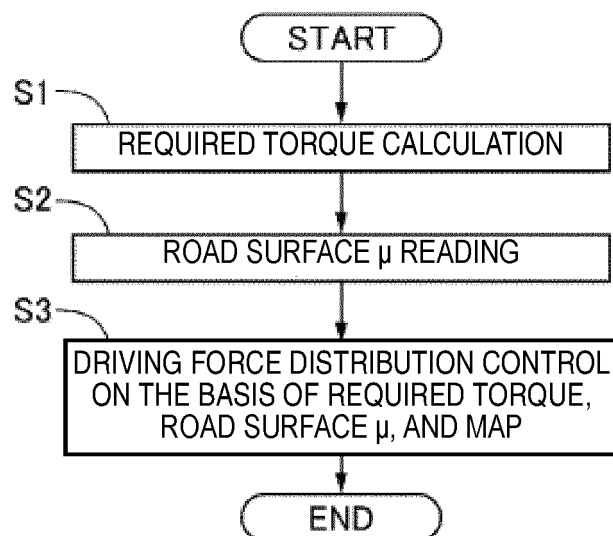 START
S1
REQUIRED TORQUE CALCULATION
S2
ROAD SURFACE µ READING
S3
DRIVING FORCE DISTRIBUTION CONTROL
ON THE BASIS OF REQUIRED TORQUE,
ROAD SURFACE µ, AND MAP
END